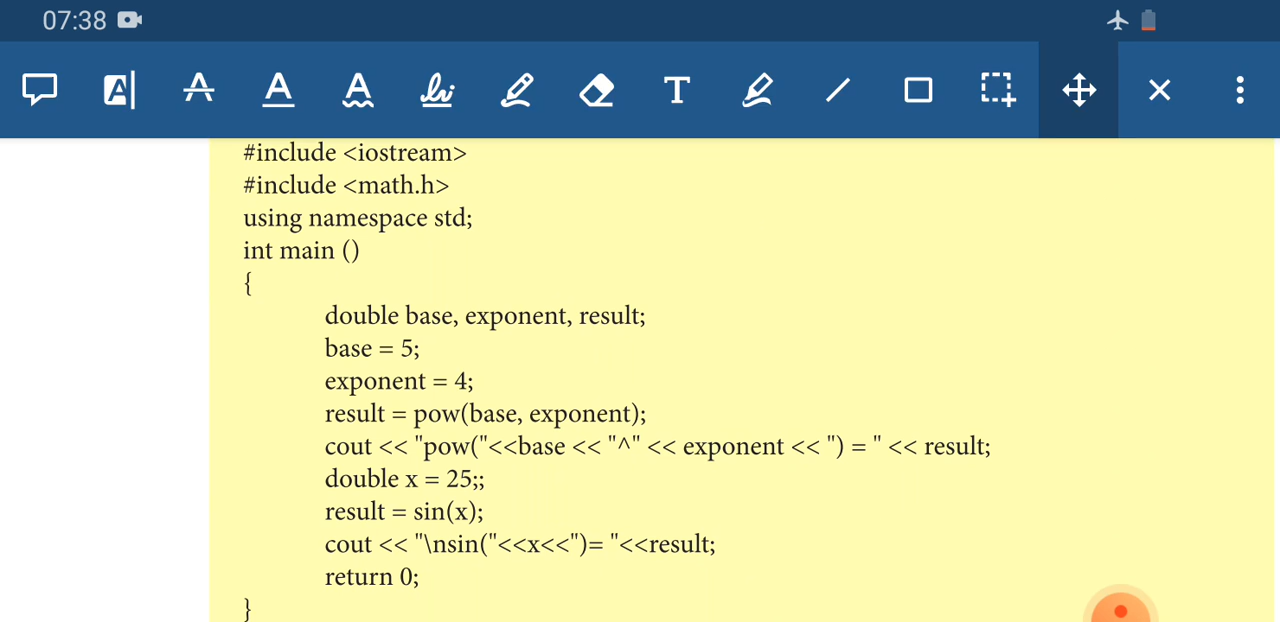 07:38
T
#include <iostream>
#include <math.h>
using namespace std;
int main ()
{
double base, exponent, result;
base = 5;
exponent = 4;
result = pow(base, exponent);
cout << "pow("<<base << "^" << exponent << ") = " << result;
double x = 25;;
result = sin(x);
cout << "\nsin("<<x<<")= "<<result;
return 0;
}